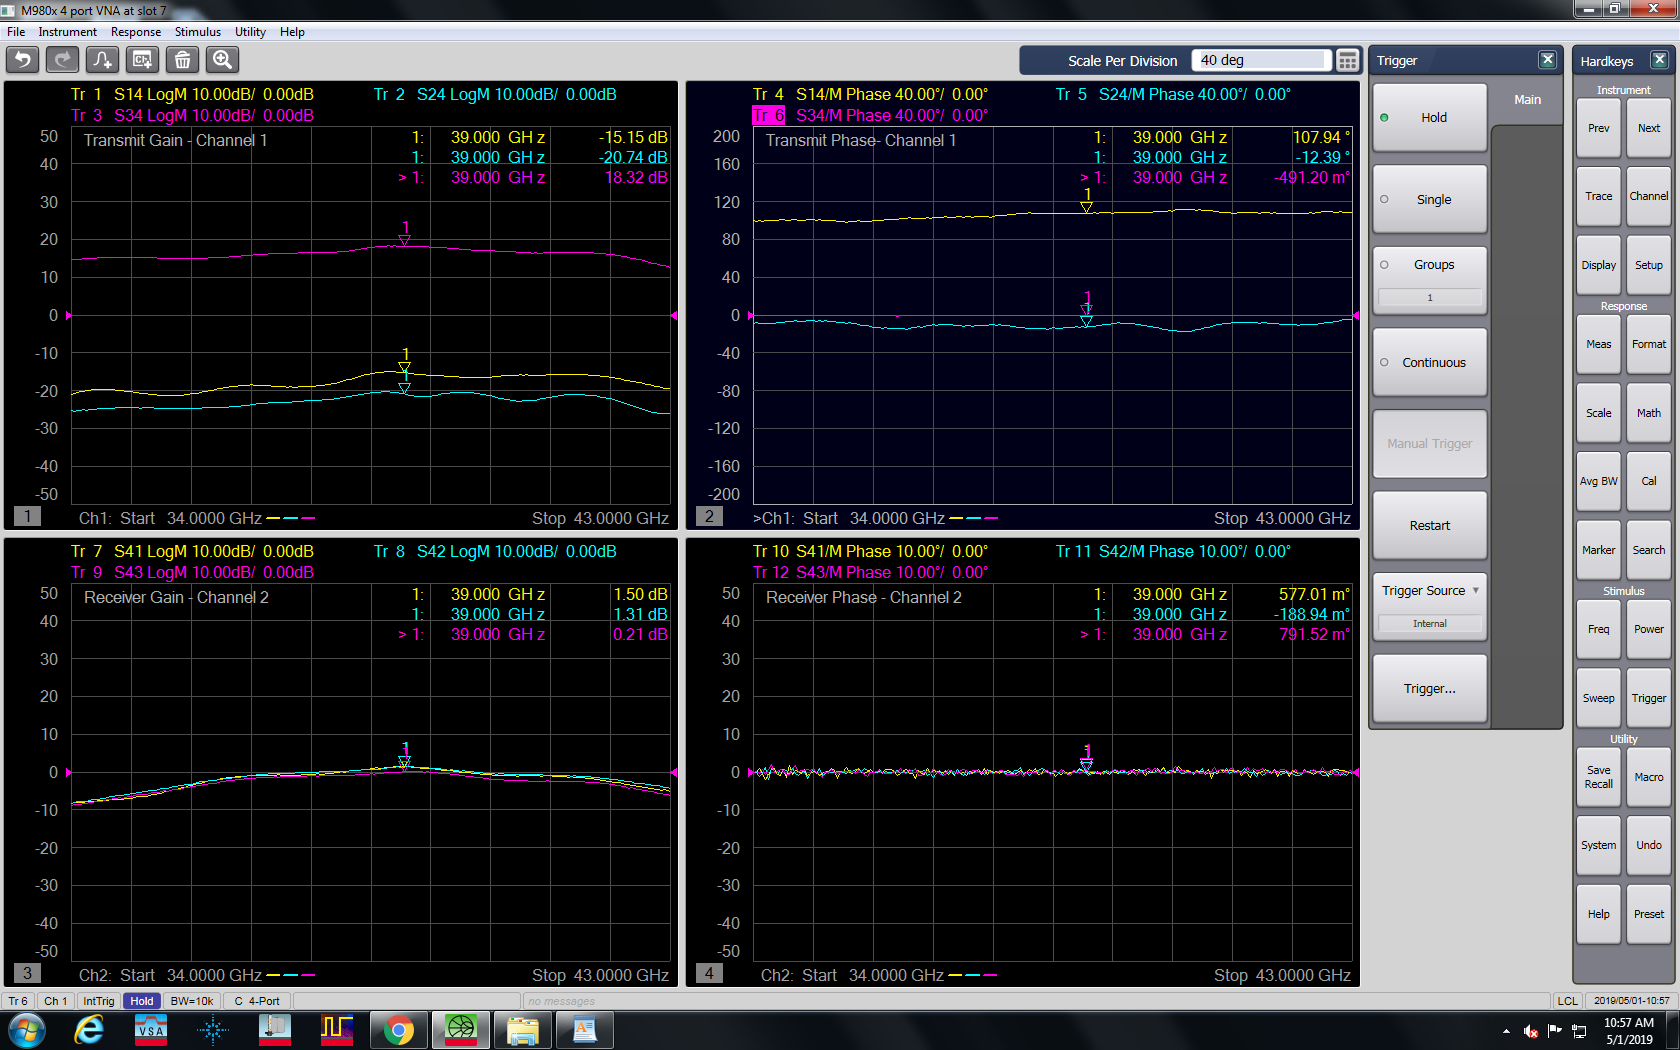 M980x 4 port VNA at slot 7
File Instrument Response Stimulus Utility Help
Scale Per Division 40 deg
Tr 1 S14 LogM 10.00dB/ 0.00dB
Tr 2 S24 LogM 10.00dB/ 0.00dB
Tr 3 S34 LogM 10.00dB/ 0.00dB
Transmit Gain - Channel 1
1: 39.000 GHz -15.15 dB
1: 39.000 GHz -20.74 dB
> 1: 39.000 GHz 18.32 dB
50
40
30
20
10
0
-10
-20
-30
-40
-50
1
1
1
Ch1: Start 34.0000 GHz
Stop 43.0000 GHz
Tr 4 S14/M Phase 40.00°/ 0.00°
Tr 5 S24/M Phase 40.00°/ 0.00°
Tr 6 S34/M Phase 40.00°/ 0.00°
Transmit Phase- Channel 1
1: 39.000 GHz 107.94 °
1: 39.000 GHz -12.39 °
> 1: 39.000 GHz -491.20 m°
200
160
120
80
40
0
-40
-80
-120
-160
-200
1
1
2
>Ch1: Start 34.0000 GHz
Stop 43.0000 GHz
Tr 7 S41 LogM 10.00dB/ 0.00dB
Tr 8 S42 LogM 10.00dB/ 0.00dB
Tr 9 S43 LogM 10.00dB/ 0.00dB
Receiver Gain - Channel 2
1: 39.000 GHz 1.50 dB
1: 39.000 GHz 1.31 dB
> 1: 39.000 GHz 0.21 dB
50
40
30
20
10
0
-10
-20
-30
-40
-50
1
3
Ch2: Start 34.0000 GHz
Stop 43.0000 GHz
Tr 10 S41/M Phase 10.00°/ 0.00°
Tr 11 S42/M Phase 10.00°/ 0.00°
Tr 12 S43/M Phase 10.00°/ 0.00°
Receiver Phase - Channel 2
1: 39.000 GHz 577.01 m°
1: 39.000 GHz -188.94 m°
> 1: 39.000 GHz 791.52 m°
50
40
30
20
10
0
-10
-20
-30
-40
-50
1
4
Ch2: Start 34.0000 GHz
Stop 43.0000 GHz
Trigger
Main
Hold
Single
Groups
1
Continuous
Manual Trigger
Restart
Trigger Source
Internal
Trigger...
Hardkeys
Instrument
Prev Next
Trace Channel
Display Setup
Response
Meas Format
Scale Math
Avg BW Cal
Marker Search
Stimulus
Freq Power
Sweep Trigger
Utility
Save Recall Macro
System Undo
Help Preset
Tr 6 Ch 1 IntTrig Hold BW=10k C 4-Port
no messages
LCL 2019/05/01-10:57
VSA
10:57 AM
5/1/2019